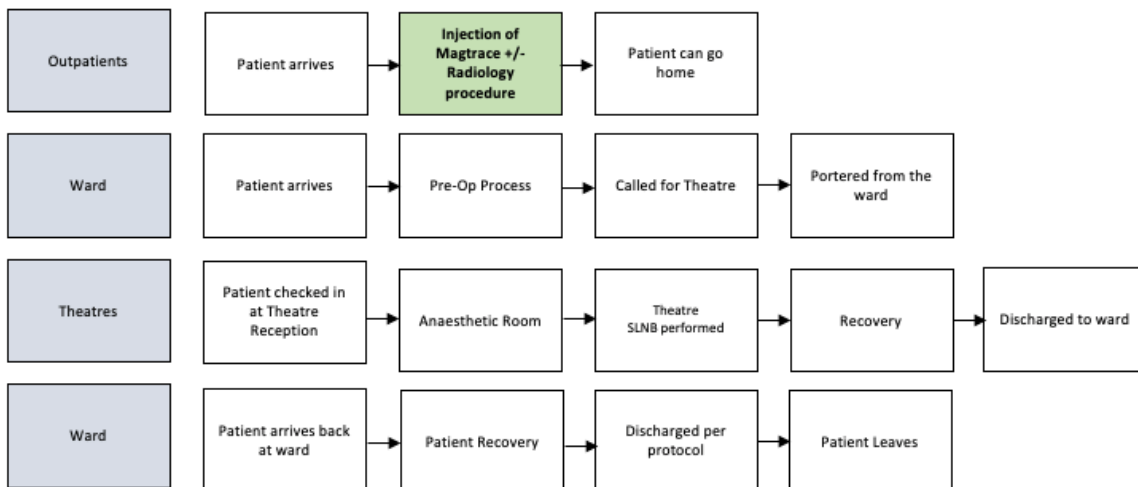 Outpatients
Patient arrives
Injection of
Magtrace +/-
Radiology
procedure
Patient can go
home
Ward
Patient arrives
Pre-Op Process
Called for Theatre
Portered from the
ward
Theatres
Patient checked in
at Theatre
Reception
Anaesthetic Room
Theatre
SLNB performed
Recovery
Discharged to ward
Ward
Patient arrives back
at ward
Patient Recovery
Discharged per
protocol
Patient Leaves